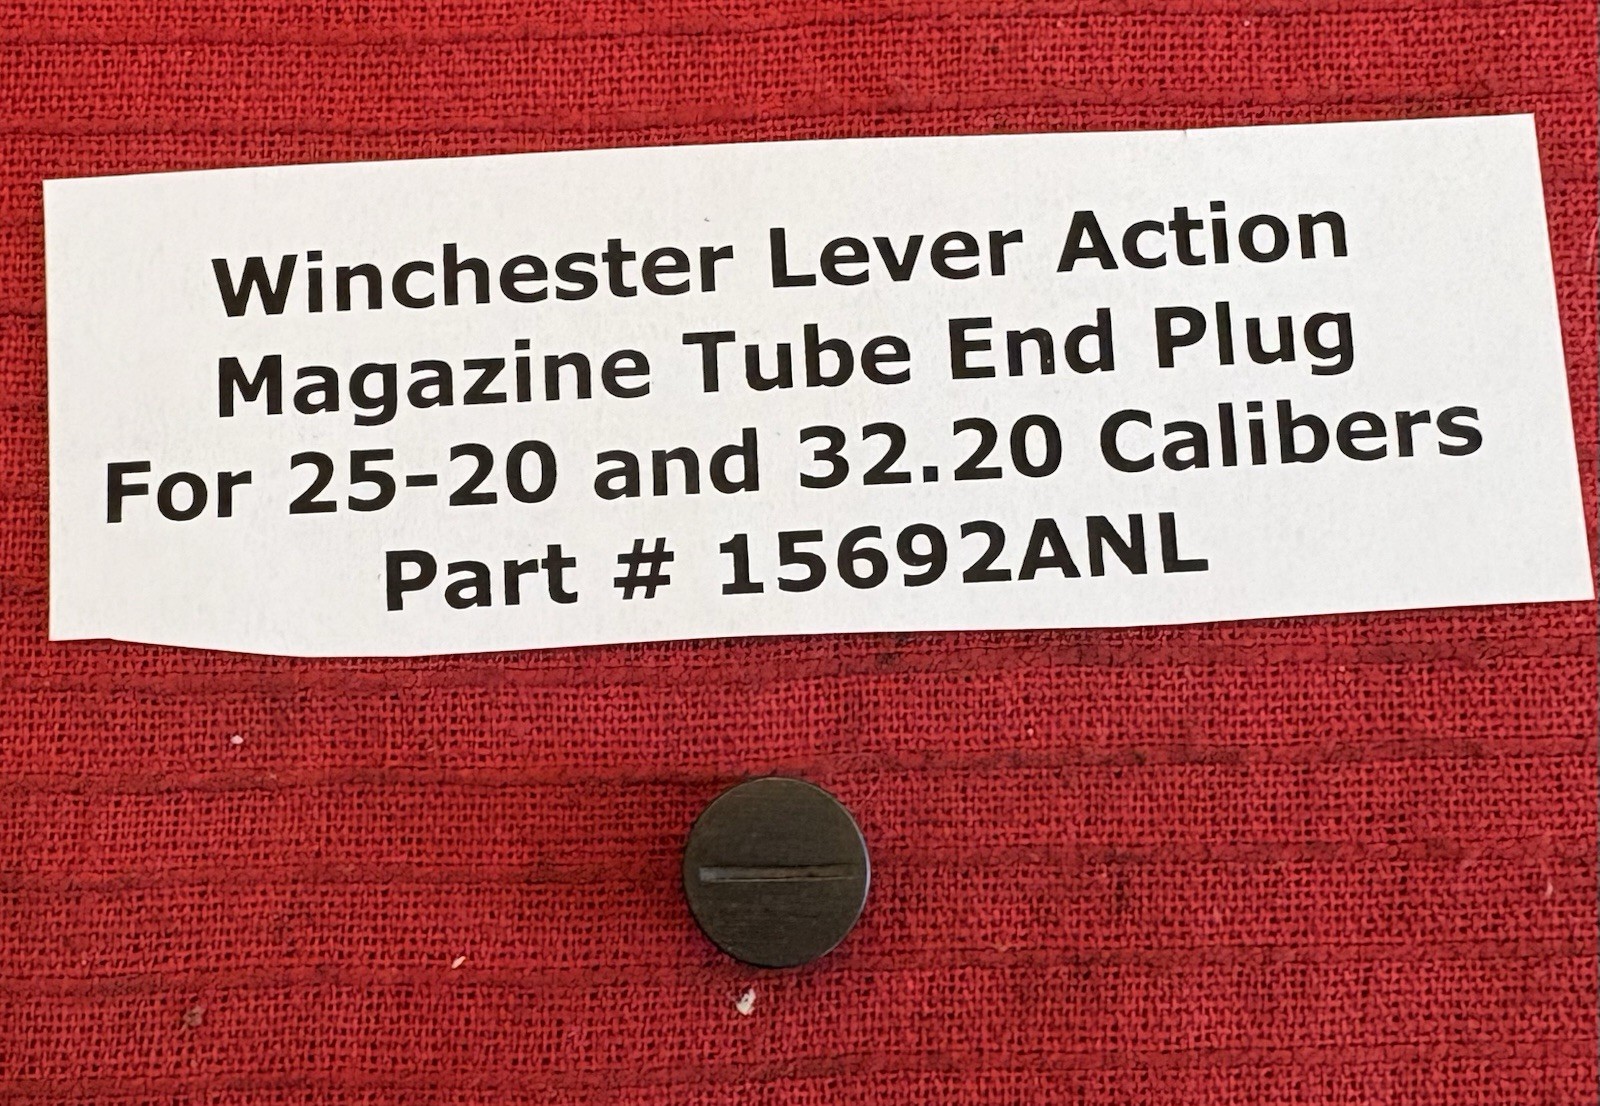 Winchester Lever Action
Magazine Tube End Plug
For 25-20 and 32.20 Calibers
Part # 15692ANL